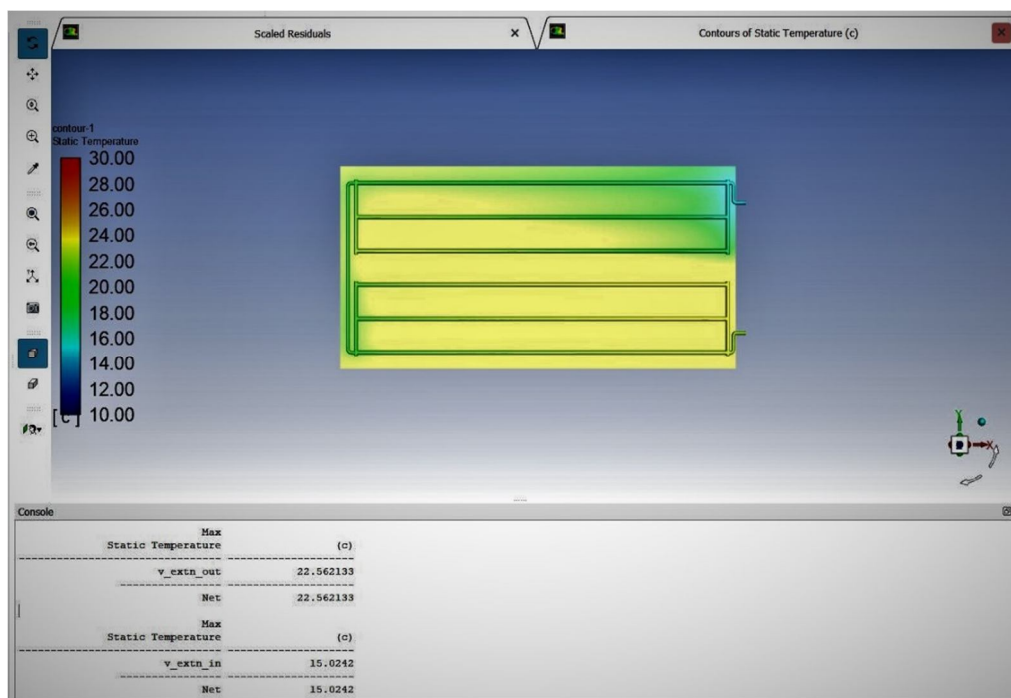 Scaled Residuals
Contours of Static Temperature (c)
contour-1
Static Temperature
30.00
28.00
26.00
24.00
22.00
20.00
18.00
16.00
14.00
12.00
10.00
[ c ]
Y
X
Console
Max
Static Temperature (c)
v_extn_out 22.562133
Net 22.562133
Max
Static Temperature (c)
v_extn_in 15.0242
Net 15.0242